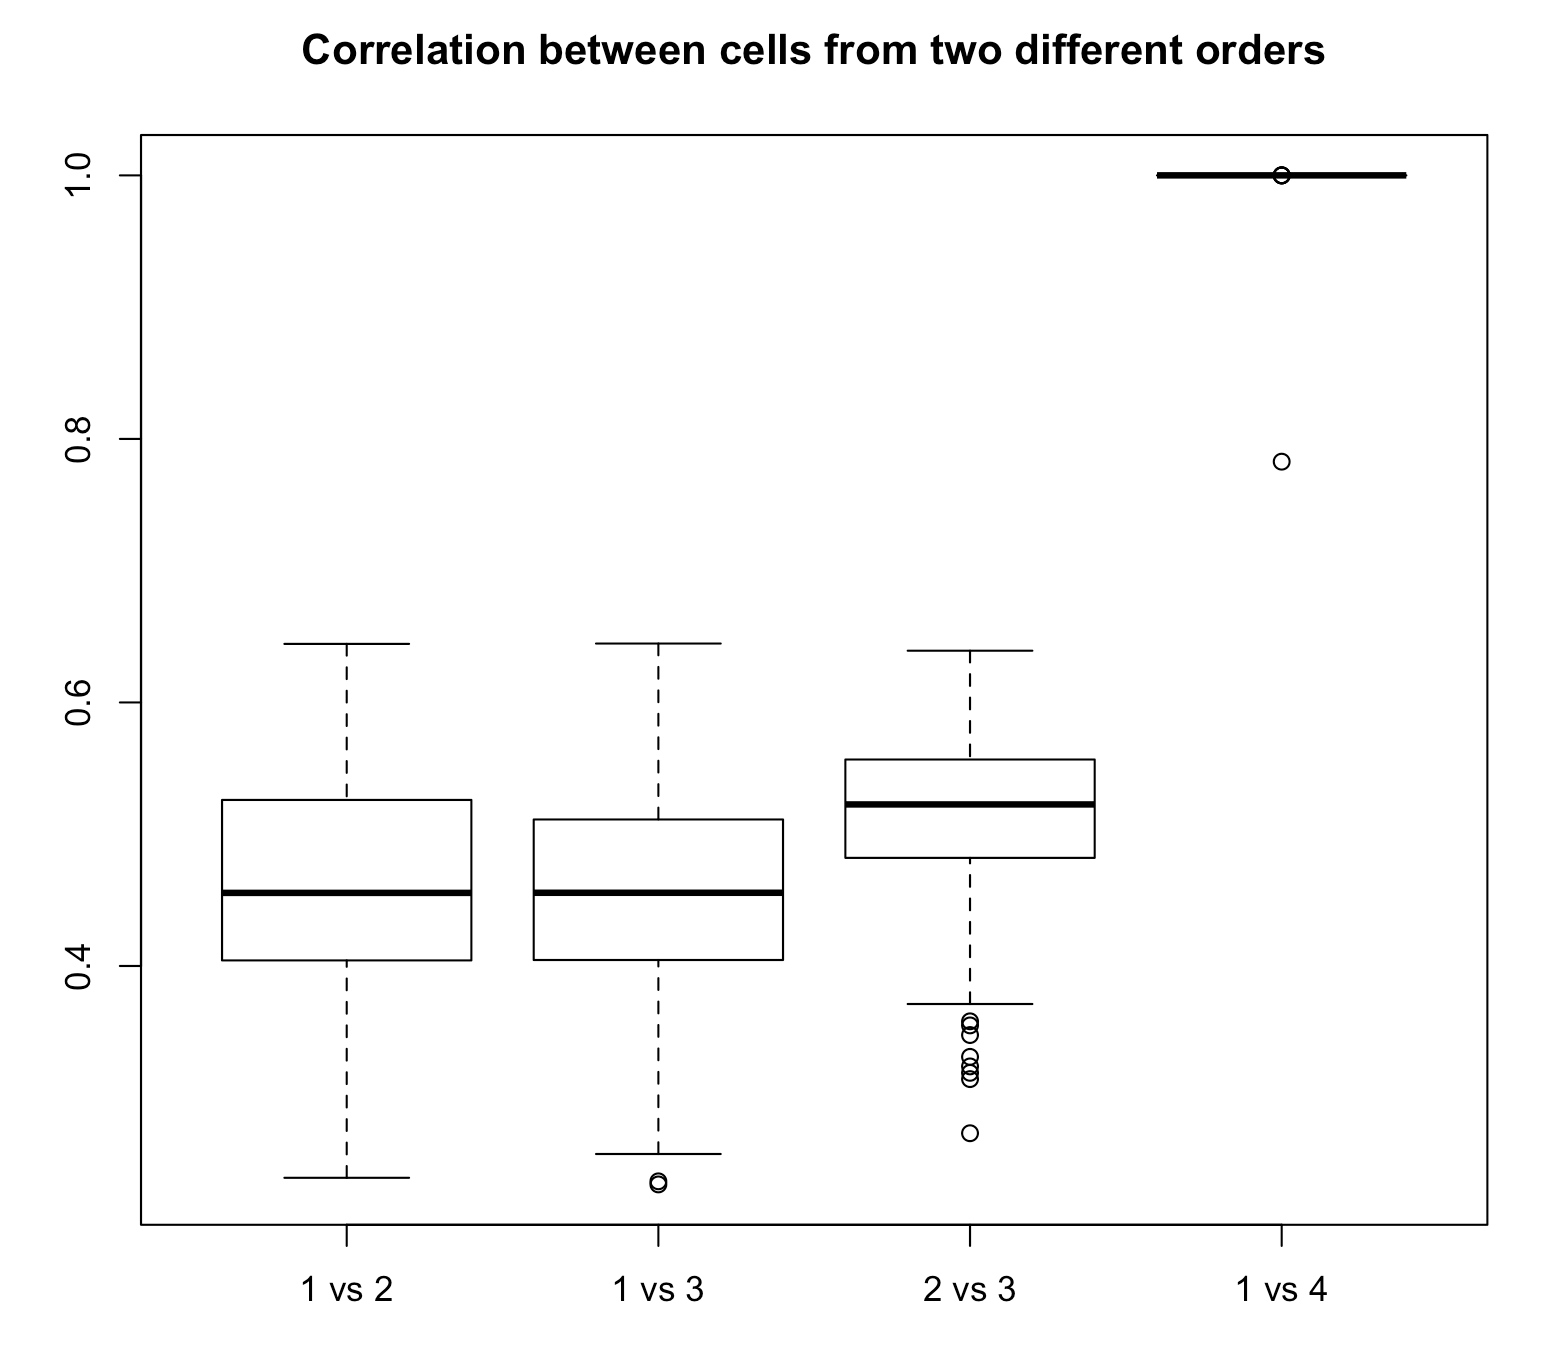 Correlation between cells from two different orders
1.0
0.8
0.6
0.4
1 vs 2
1 vs 3
2 vs 3
1 vs 4